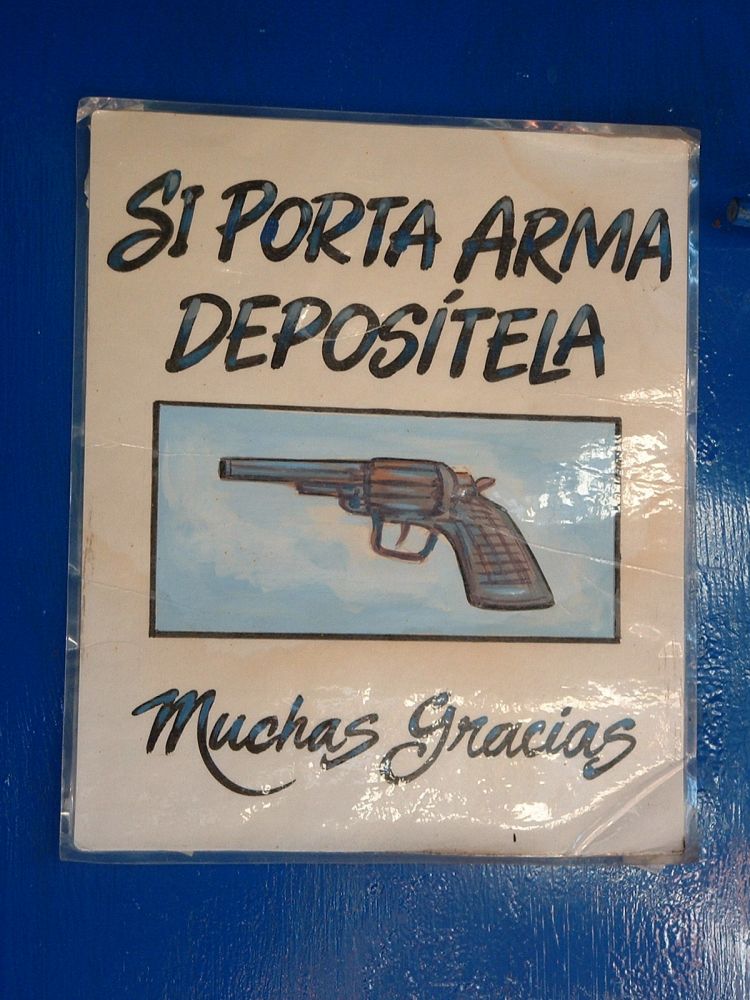 SI PORTA ARMA
DEPOSÍTELA
Muchas gracias